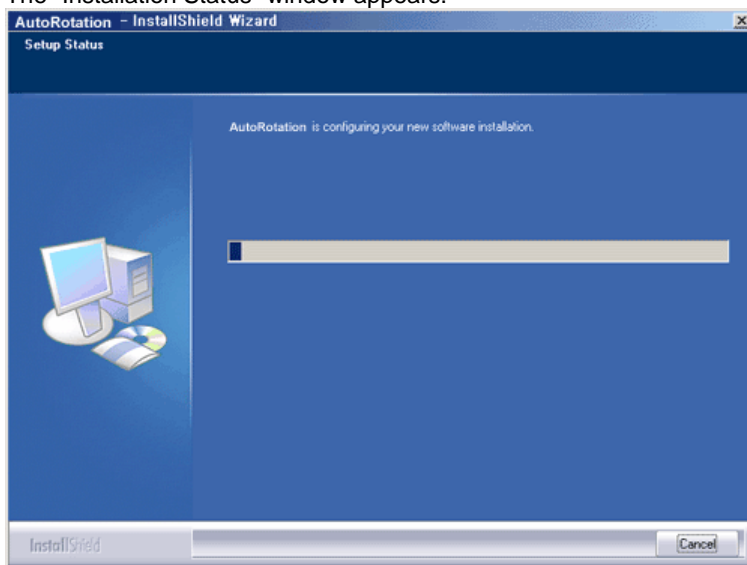 The "Installation Status" window appears.
AutoRotation - InstallShield Wizard
Setup Status
AutoRotation is configuring your new software installation.
InstallShield
Cancel